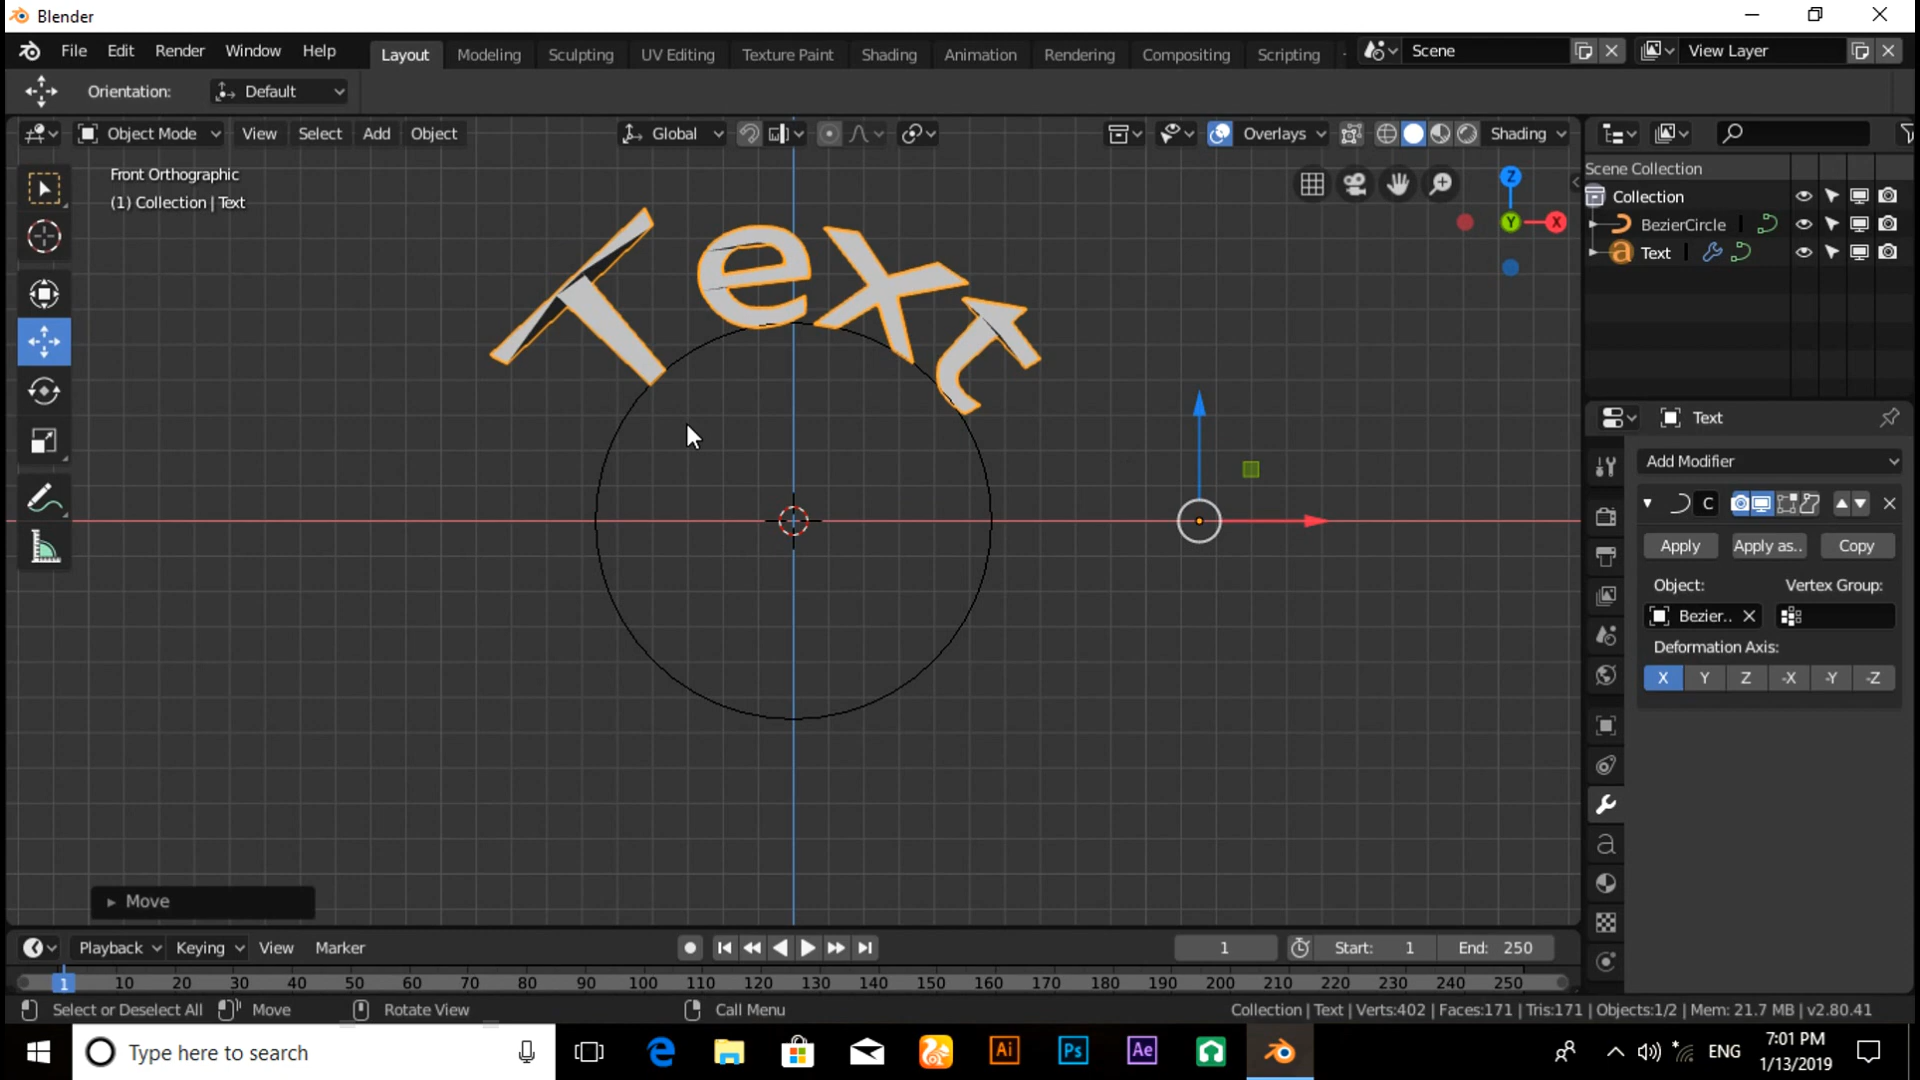 Blender
File Edit Render Window Help Layout Modeling Sculpting UV Editing Texture Paint Shading Animation Rendering Compositing Scripting Scene View Layer
Orientation: Default
Object Mode View Select Add Object Global Overlays Shading
Front Orthographic
(1) Collection | Text
Text
Z
Y
X
Scene Collection
Collection
BezierCircle
Text
Text
Add Modifier
C
Apply Apply as.. Copy
Object: Vertex Group:
Bezier..
Deformation Axis:
X Y Z -X -Y -Z
Move
Playback Keying View Marker 1 Start: 1 End: 250
1 10 20 30 40 50 60 70 80 90 100 110 120 130 140 150 160 170 180 190 200 210 220 230 240 250
Select or Deselect All Move Rotate View Call Menu Collection | Text | Verts:402 | Faces:171 | Tris:171 | Objects:1/2 | Mem: 21.7 MB | v2.80.41
Type here to search Ai Ps Ae ENG
7:01 PM
1/13/2019